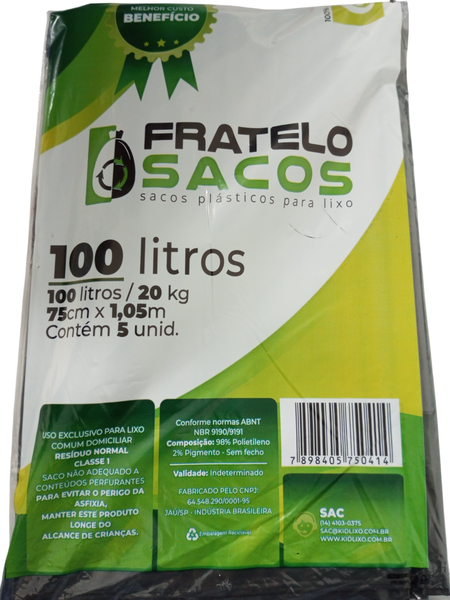 MELHOR CUSTO
BENEFÍCIO
100%
FRATELO
SACOS
sacos plásticos para lixo
100 litros
100 litros / 20 kg
75cm x 1,05m
Contém 5 unid.
USO EXCLUSIVO PARA LIXO
COMUM DOMICILIAR
RESÍDUO NORMAL
CLASSE 1
SACO NÃO ADEQUADO A
CONTEÚDOS PERFURANTES
PARA EVITAR O PERIGO DA
ASFIXIA,
MANTER ESTE PRODUTO
LONGE DO
ALCANCE DE CRIANÇAS.
Conforme normas ABNT
NBR 9190/9191
Composição: 98% Polietileno
2% Pigmento - Sem fecho
Validade: Indeterminado
FABRICADO PELO CNPJ:
64.548.290/0001-95
JAÚ/SP - INDÚSTRIA BRASILEIRA
Embalagem Reciclável
7 898405 750414
SAC
(14) 4103-0375
SAC@KIDLIXO.COM.BR
WWW.KIDLIXO.COM.BR